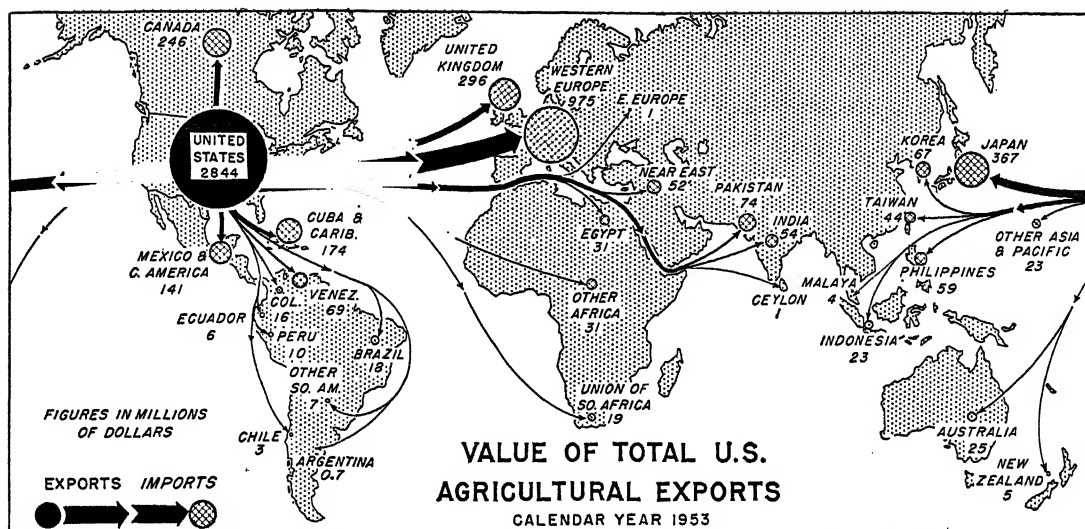 CANADA
246
UNITED
STATES
2844
UNITED
KINGDOM
296
WESTERN
EUROPE
975
E. EUROPE
1
NEAR EAST
52
PAKISTAN
74
INDIA
54
KOREA
67
JAPAN
367
TAIWAN
44
OTHER ASIA
& PACIFIC
23
PHILIPPINES
59
MALAYA
4
INDONESIA
23
CEYLON
1
EGYPT
31
OTHER
AFRICA
31
UNION OF
SO. AFRICA
19
CUBA &
CARIB.
174
MEXICO &
C. AMERICA
141
COL.
16
VENEZ.
69
ECUADOR
6
PERU
10
BRAZIL
18
OTHER
SO. AM.
7
CHILE
3
ARGENTINA
0.7
AUSTRALIA
25
NEW
ZEALAND
5
FIGURES IN MILLIONS
OF DOLLARS
EXPORTS IMPORTS
VALUE OF TOTAL U.S.
AGRICULTURAL EXPORTS
CALENDAR YEAR 1953